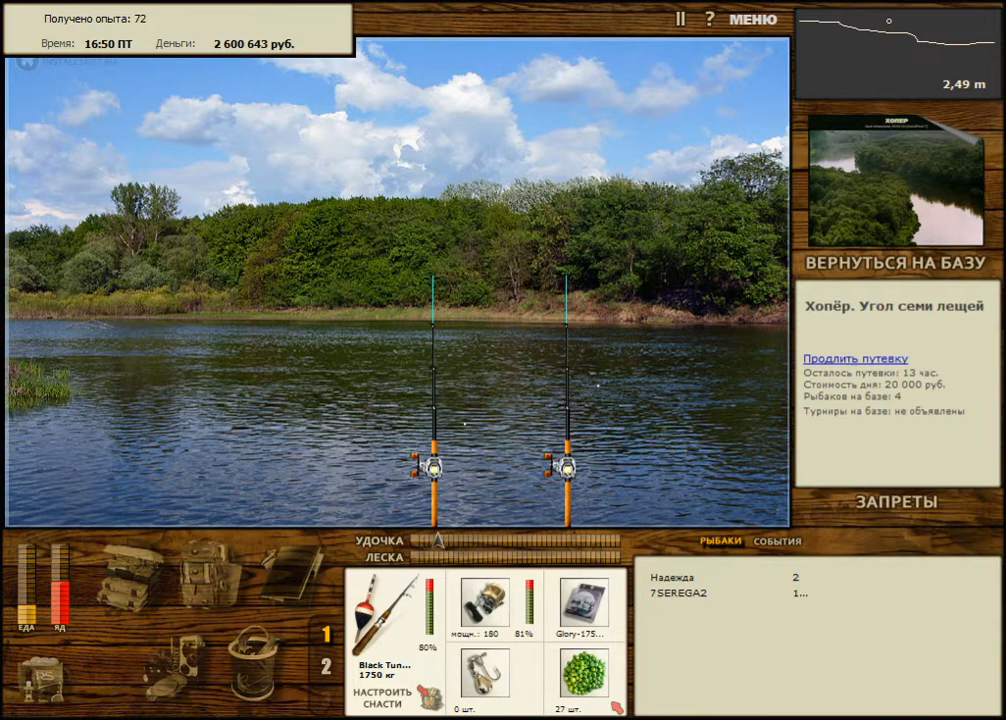 Получено опыта: 72
Время: 16:50 ПТ Деньги: 2 600 643 руб.
|| ? МЕНЮ
2,49 m
ХОПЕР
ВЕРНУТЬСЯ НА БАЗУ
Хопёр. Угол семи лещей
Продлить путевку
Осталось путевки: 13 час.
Стоимость дня: 20 000 руб.
Рыбаков на базе: 4
Турниры на базе: не объявлены
ЗАПРЕТЫ
УДОЧКА
ЛЕСКА
РЫБАКИ СОБЫТИЯ
Надежда 2
7SEREGA2 1...
ЕДА ЯД
1
2
80%
Black Tun...
1750 кг
НАСТРОИТЬ
СНАСТИ
мощн.: 180 81%
Glory-175...
0 шт.
27 шт.